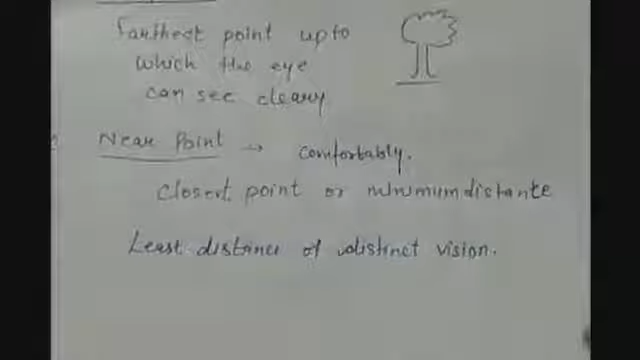 Farthest point upto
which the eye
can see cleary
Near Point → comfortably.
Closest point or minimum distance
Least distance of distinct vision.